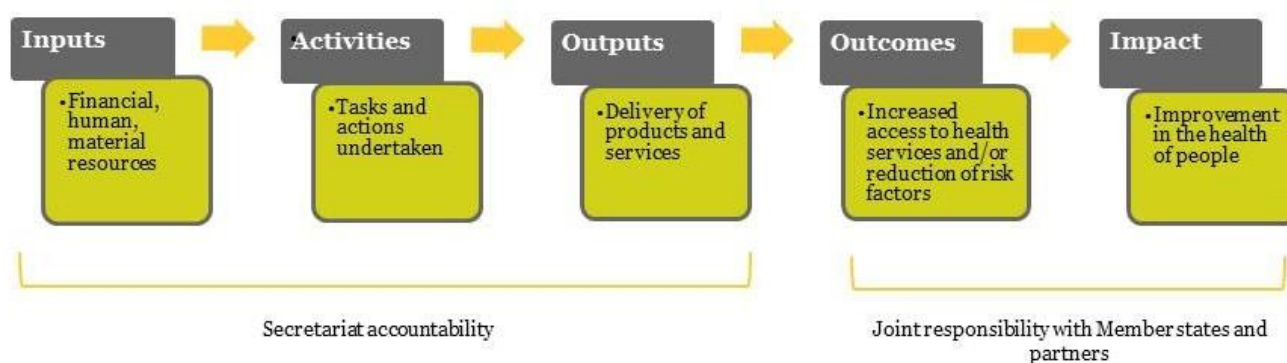 Inputs
Activities
Outputs
Outcomes
Impact
•Financial,
human,
material
resources
•Tasks and
actions
undertaken
•Delivery of
products and
services
•Increased
access to health
services and/or
reduction of risk
factors
•Improvement
in the health
of people
Secretariat accountability
Joint responsibility with Member states and
partners